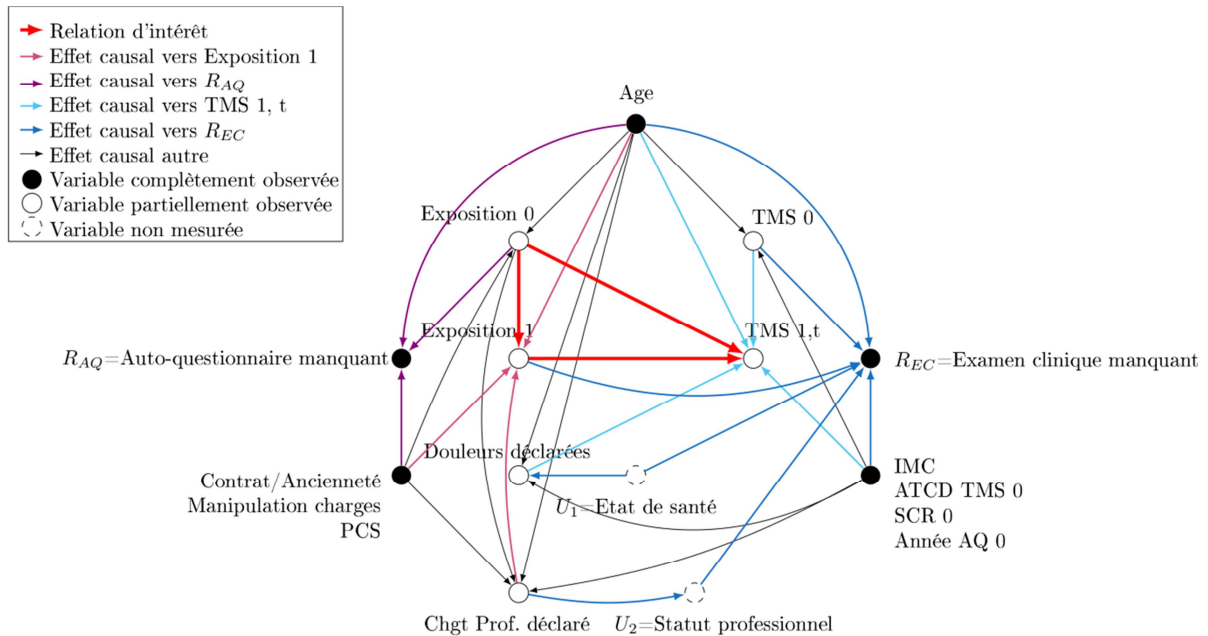 Relation d'intérêt
Effet causal vers Exposition 1
Effet causal vers R_AQ
Effet causal vers TMS 1, t
Effet causal vers R_EC
Effet causal autre
Variable complètement observée
Variable partiellement observée
Variable non mesurée
Age
Exposition 0
TMS 0
Exposition 1
TMS 1,t
R_AQ=Auto-questionnaire manquant
R_EC=Examen clinique manquant
Douleurs déclarées
Contrat/Ancienneté
Manipulation charges
PCS
U_1=Etat de santé
IMC
ATCD TMS 0
SCR 0
Année AQ 0
Chgt Prof. déclaré
U_2=Statut professionnel